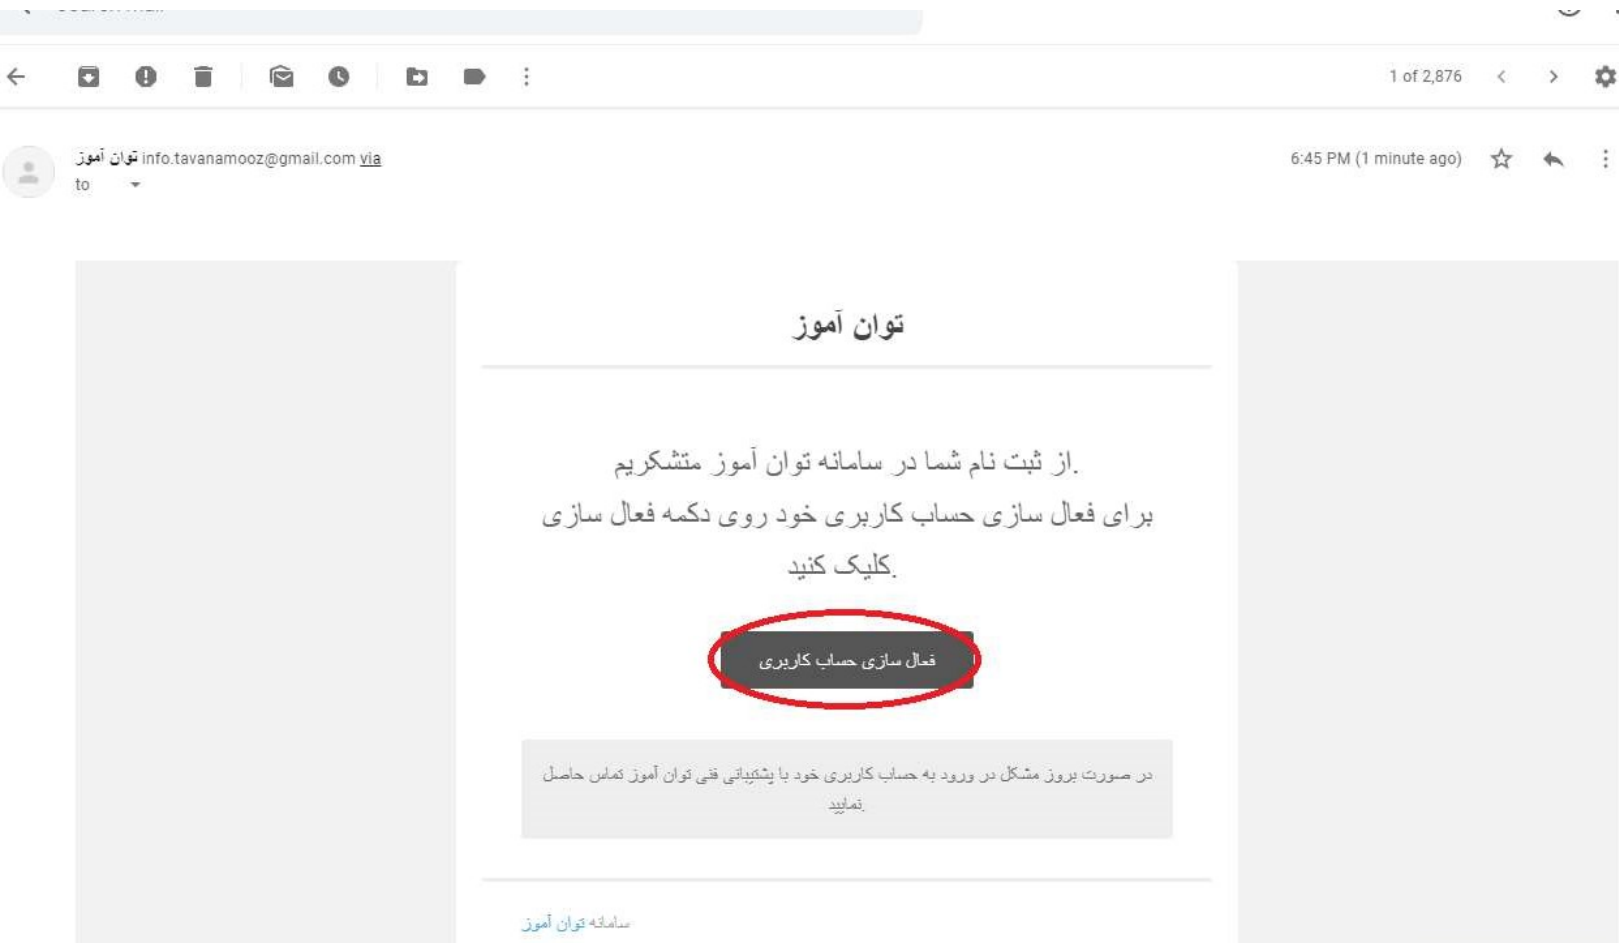 1 of 2,876
توان آموز info.tavanamooz@gmail.com via
6:45 PM (1 minute ago)
to
توان آموز
.از ثبت نام شما در سامانه توان آموز متشکریم
برای فعال سازی حساب کاربری خود روی دکمه فعال سازی
.کلیک کنید
فعال سازی حساب کاربری
در صورت بروز مشکل در ورود به حساب کاربری خود با پشتیبانی فنی توان آموز تماس حاصل
.نمایید
سامانه توان آموز